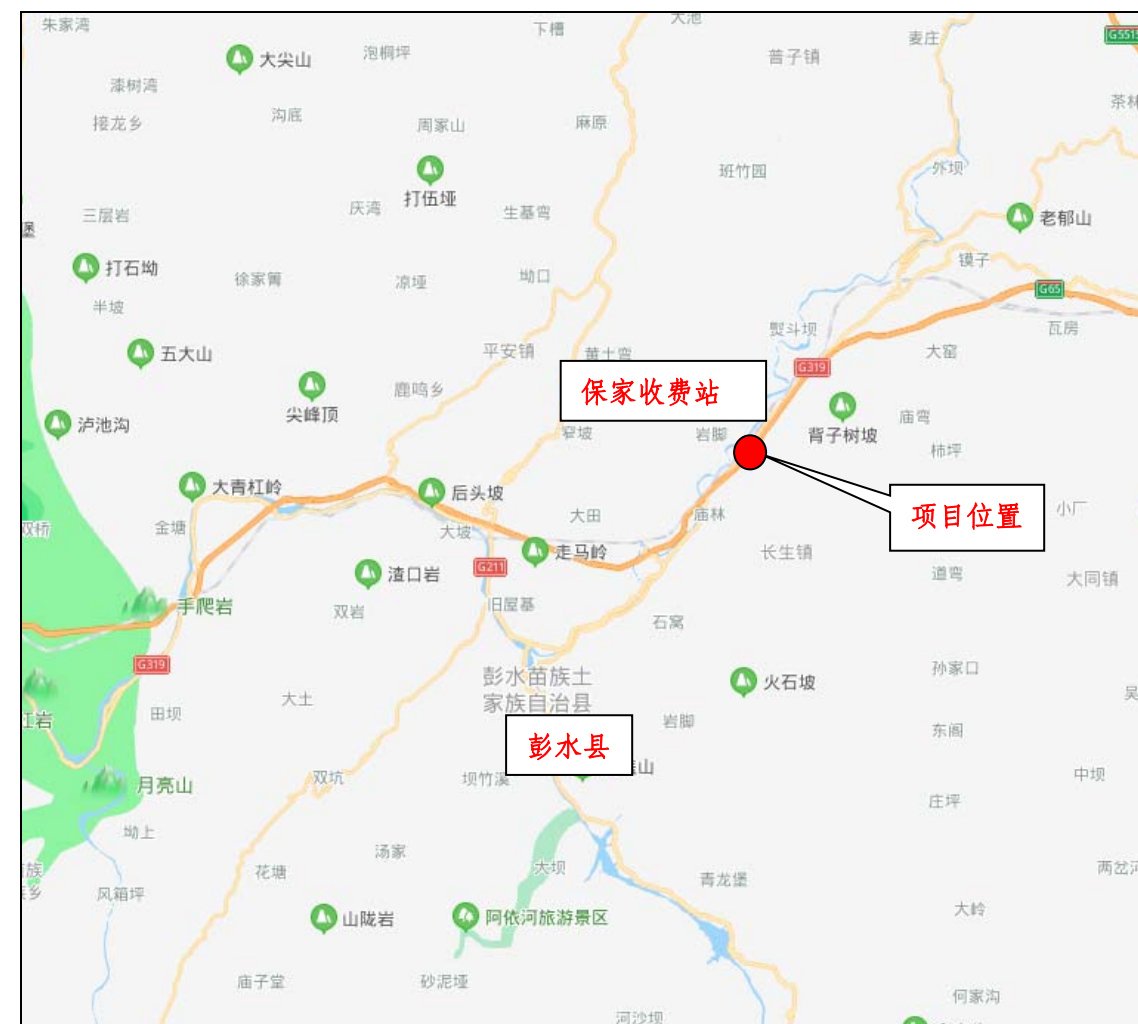 朱家湾
下槽
大池
麦庄
G5515
大尖山
泡桐坪
普子镇
漆树湾
茶林
接龙乡
沟底
周家山
麻原
打伍垭
班竹园
外坝
三层岩
庆湾
生基弯
老郁山
堡
打石坳
徐家箐
凉垭
坳口
镆子
G65
半坡
熨斗坝
瓦房
五大山
平安镇
黄土弯
大窑
G319
尖峰顶
鹿鸣乡
保家收费站
泸池沟
窄坡
岩脚
背子树坡
庙弯
柿坪
大青杠岭
后头坡
项目位置
小厂
双桥
金塘
大坡
大田
庙林
走马岭
长生镇
渣口岩
G211
道弯
大同镇
手爬岩
双岩
旧屋基
石窝
G319
彭水苗族土
家族自治县
火石坡
孙家口
吴
江岩
田坝
大土
岩脚
东阁
彭水县
山
月亮山
双坑
坝竹溪
中坝
庄坪
坳上
汤家
族
乡
花塘
大坝
青龙堡
两岔河
风箱坪
山陇岩
阿依河旅游景区
大岭
庙子堂
砂泥垭
何家沟
河沙坝